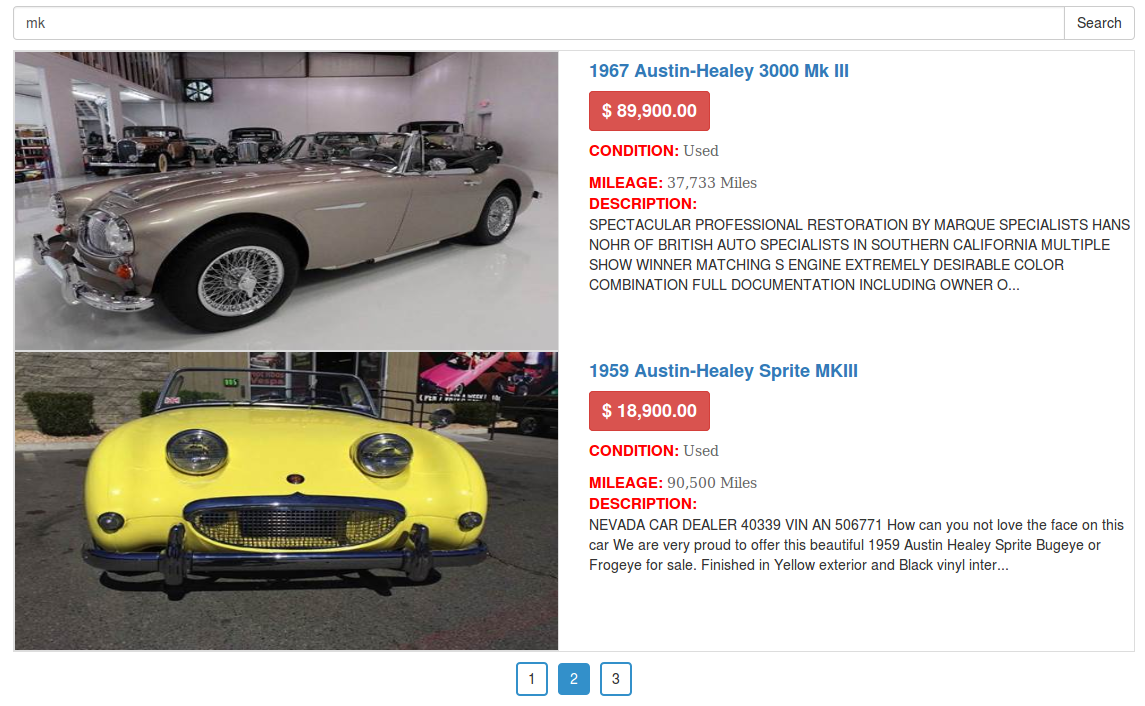 mk
Search
1967 Austin-Healey 3000 Mk III
$ 89,900.00
CONDITION: Used
MILEAGE: 37,733 Miles
DESCRIPTION:
SPECTACULAR PROFESSIONAL RESTORATION BY MARQUE SPECIALISTS HANS
NOHR OF BRITISH AUTO SPECIALISTS IN SOUTHERN CALIFORNIA MULTIPLE
SHOW WINNER MATCHING S ENGINE EXTREMELY DESIRABLE COLOR
COMBINATION FULL DOCUMENTATION INCLUDING OWNER O...
1959 Austin-Healey Sprite MKIII
$ 18,900.00
CONDITION: Used
MILEAGE: 90,500 Miles
DESCRIPTION:
NEVADA CAR DEALER 40339 VIN AN 506771 How can you not love the face on this
car We are very proud to offer this beautiful 1959 Austin Healey Sprite Bugeye or
Frogeye for sale. Finished in Yellow exterior and Black vinyl inter...
1 2 3